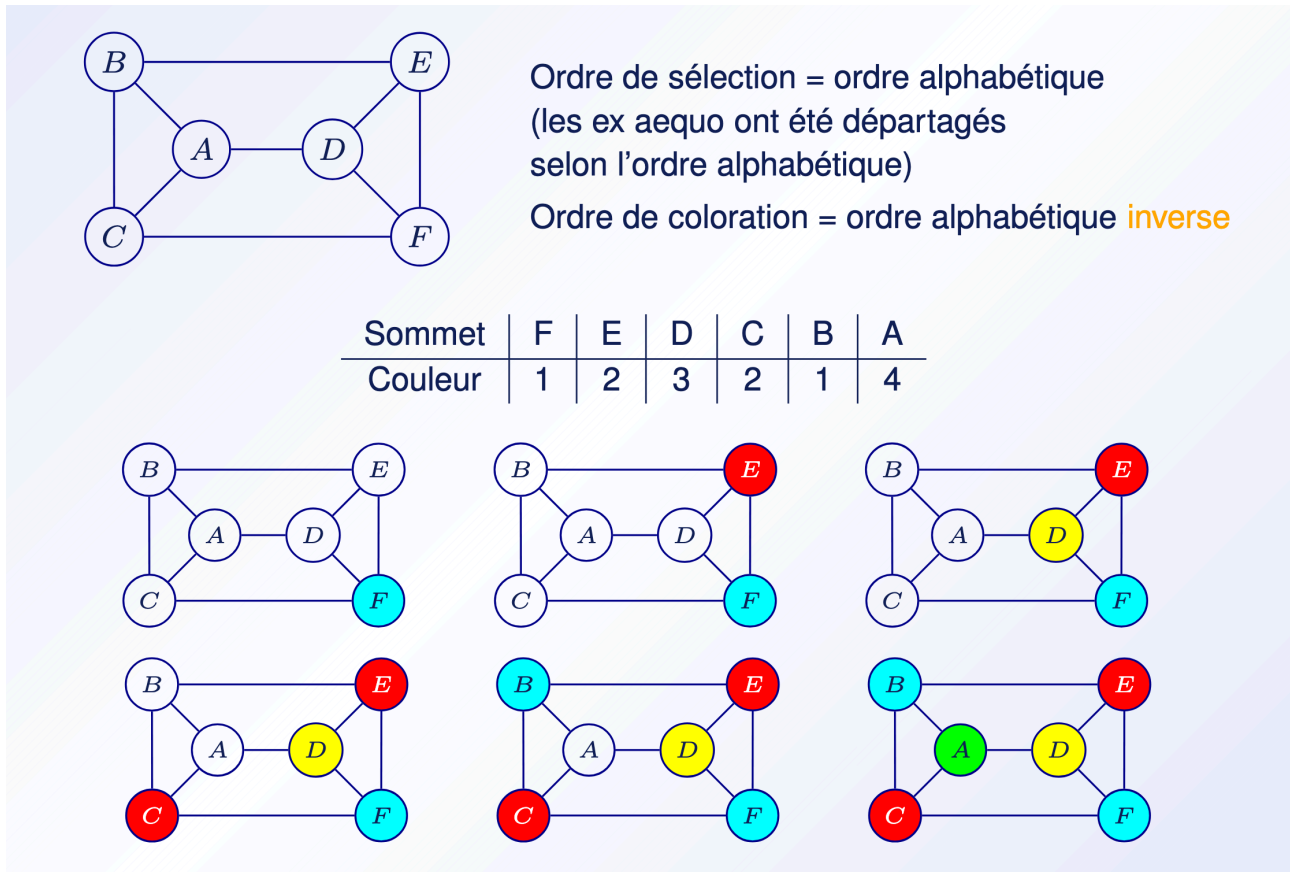 B E
A D
C F
Ordre de sélection = ordre alphabétique
(les ex aequo ont été départagés
selon l'ordre alphabétique)
Ordre de coloration = ordre alphabétique inverse
Sommet F E D C B A
Couleur 1 2 3 2 1 4
B E B E B E
A D A D A D
C F C F C F
B E B E B E
A D A D A D
C F C F C F